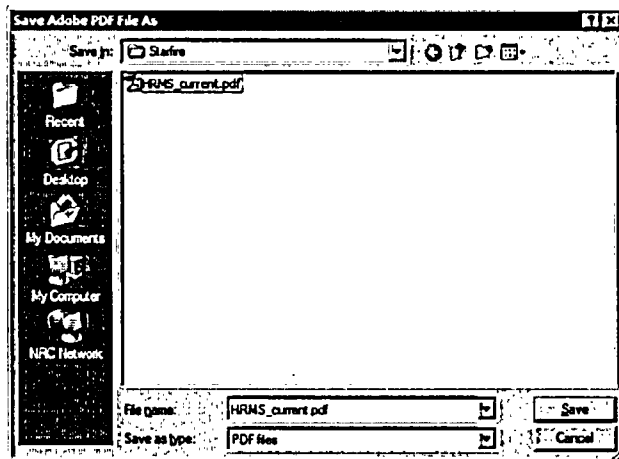 Save Adobe PDF File As
Save in: Starfire
HRMS_current.pdf
Recent
Desktop
My Documents
My Computer
NRC Network
File name: HRMS_current.pdf Save
Save as type: PDF files Cancel